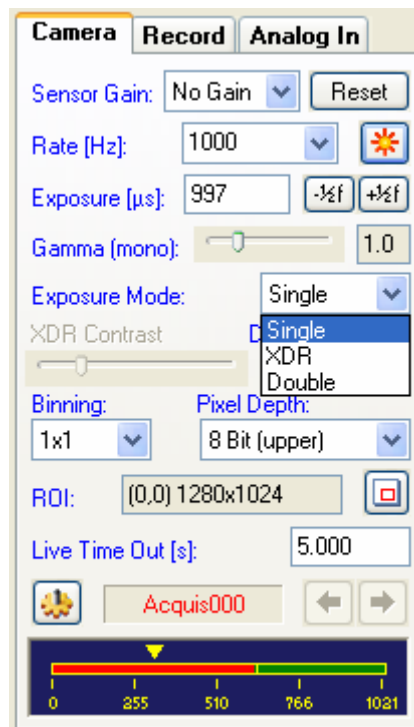 Camera Record Analog In
Sensor Gain: No Gain Reset
Rate [Hz]: 1000
Exposure [µs]: 997 -½f +½f
Gamma (mono): 1.0
Exposure Mode: Single
XDR Contrast D Single
XDR
Double
Binning: Pixel Depth:
1x1 8 Bit (upper)
ROI: (0,0) 1280x1024
Live Time Out [s]: 5.000
Acquis000
0 255 510 766 1021